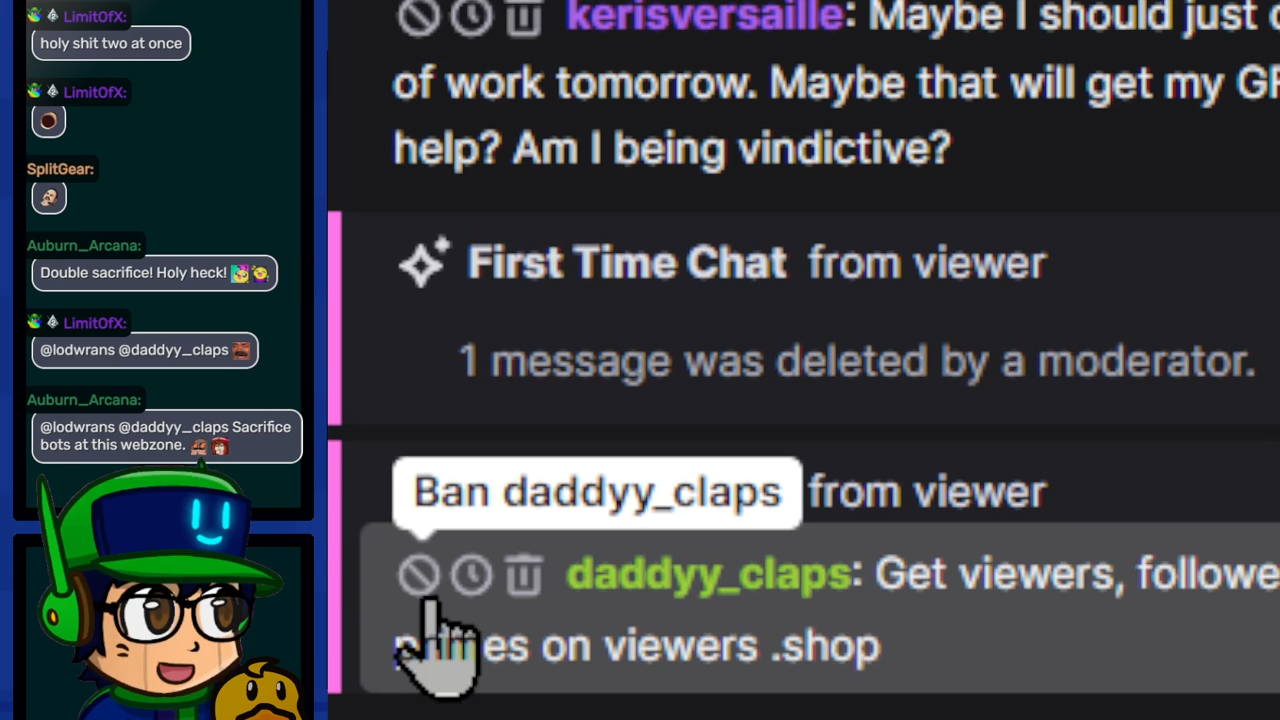 LimitOfX:
holy shit two at once
LimitOfX:
SplitGear:
Auburn_Arcana:
Double sacrifice! Holy heck!
LimitOfX:
@lodwrans @daddyy_claps
Auburn_Arcana:
@lodwrans @daddyy_claps Sacrifice
bots at this webzone.
kerisversaille: Maybe I should just
of work tomorrow. Maybe that will get my
help? Am I being vindictive?
First Time Chat from viewer
1 message was deleted by a moderator.
Ban daddyy_claps from viewer
daddyy_claps: Get viewers, followe
es on viewers .shop